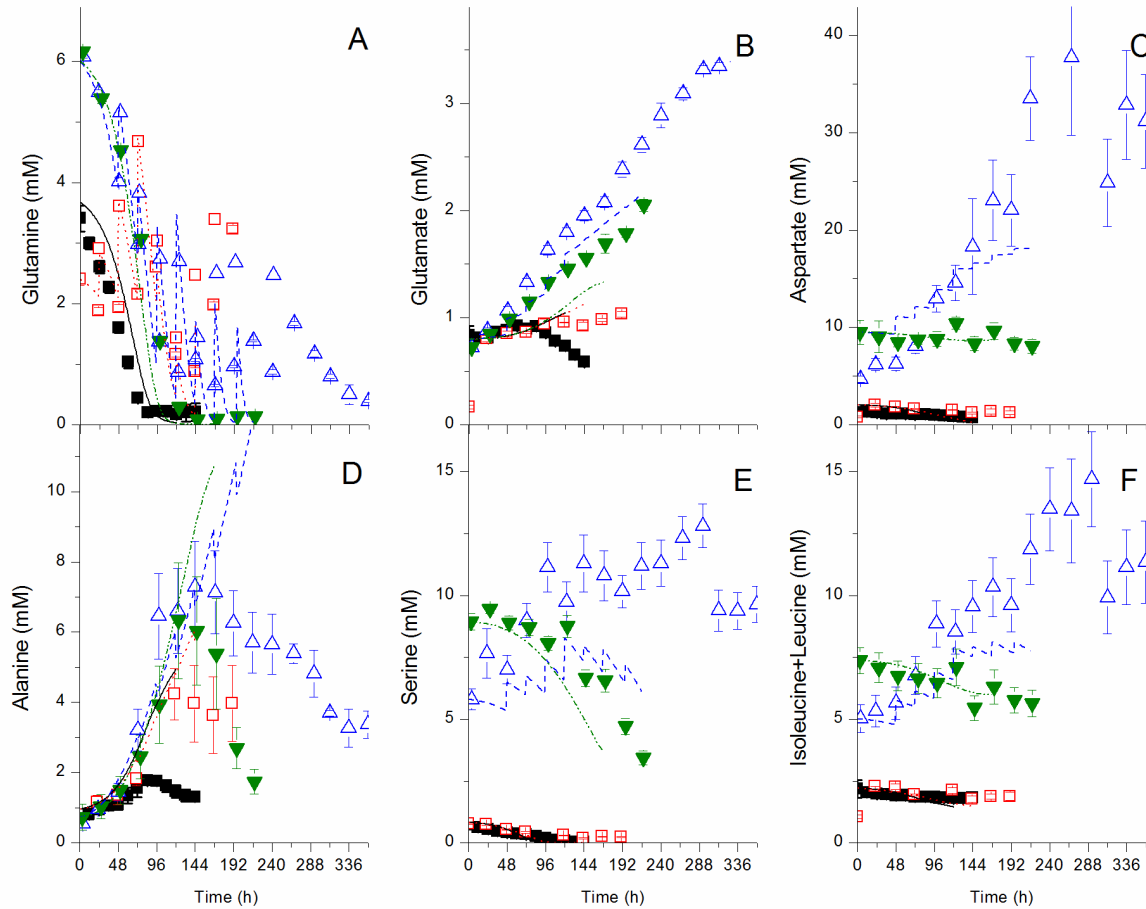 A
B
C
Glutamine (mM)
6
4
2
0
Glutamate (mM)
3
2
1
0
Aspartate (mM)
40
30
20
10
0
D
E
F
Alanine (mM)
10
8
6
4
2
0
Serine (mM)
15
10
5
0
Isoleucine+Leucine (mM)
15
10
5
0
0 48 96 144 192 240 288 336
0 48 96 144 192 240 288 336
0 48 96 144 192 240 288 336
Time (h)
Time (h)
Time (h)